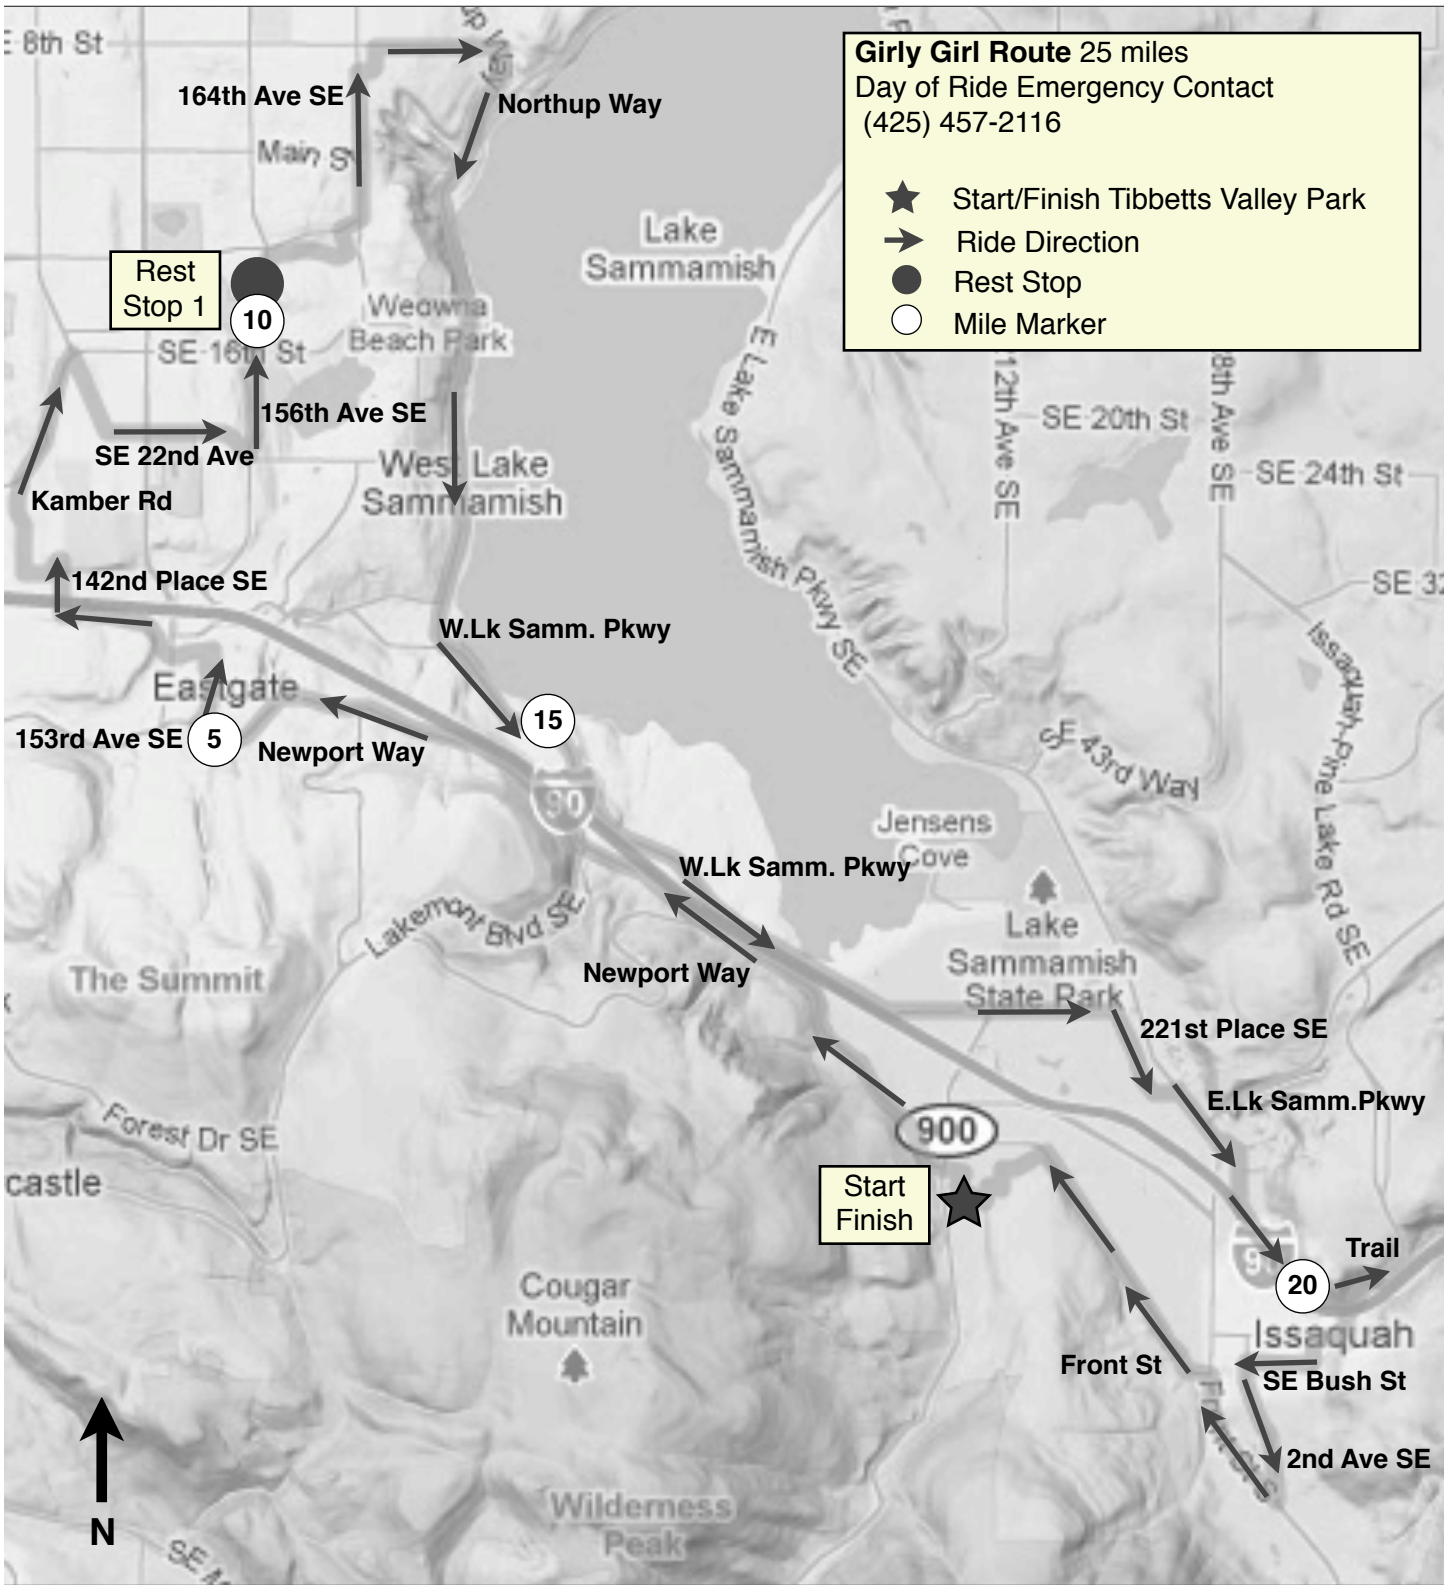 E 8th St
up Way
Girly Girl Route 25 miles
Day of Ride Emergency Contact
(425) 457-2116
Start/Finish Tibbetts Valley Park
Ride Direction
Rest Stop
Mile Marker
164th Ave SE
Northup Way
Main S
Lake
Sammamish
Rest
Stop 1
10
Weowna
Beach Park
SE 16th St
156th Ave SE
SE 22nd Ave
Kamber Rd
West Lake
Sammamish
E Lake Sammamish Pkwy SE
12th Ave SE
8th Ave SE
SE 20th St
SE 24th St
SE 32
Issaquah-Pine Lake Rd SE
142nd Place SE
W.Lk Samm. Pkwy
Eastgate
153rd Ave SE
5
Newport Way
15
90
SE 43rd Way
Jensens
Cove
W.Lk Samm. Pkwy
Lakemont Blvd SE
Newport Way
The Summit
Lake
Sammamish
State Park
221st Place SE
E.Lk Samm.Pkwy
Forest Dr SE
castle
900
Start
Finish
Trail
20
Issaquah
Cougar
Mountain
Front St
SE Bush St
Front St S
2nd Ave SE
Wilderness
Peak
N
SE